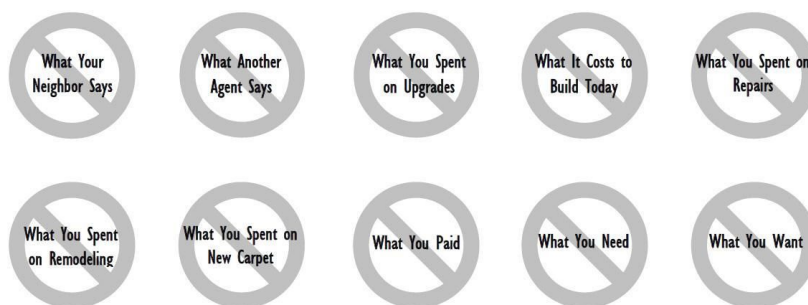 What Your
Neighbor Says
What Another
Agent Says
What You Spent
on Upgrades
What It Costs to
Build Today
What You Spent on
Repairs
What You Spent
on Remodeling
What You Spent on
New Carpet
What You Paid
What You Need
What You Want